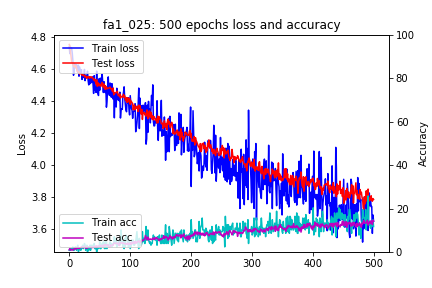 fa1_025: 500 epochs loss and accuracy
4.8
4.6
4.4
4.2
4.0
3.8
3.6
Loss
Train loss
Test loss
Train acc
Test acc
0
100
200
300
400
500
100
80
60
40
20
0
Accuracy